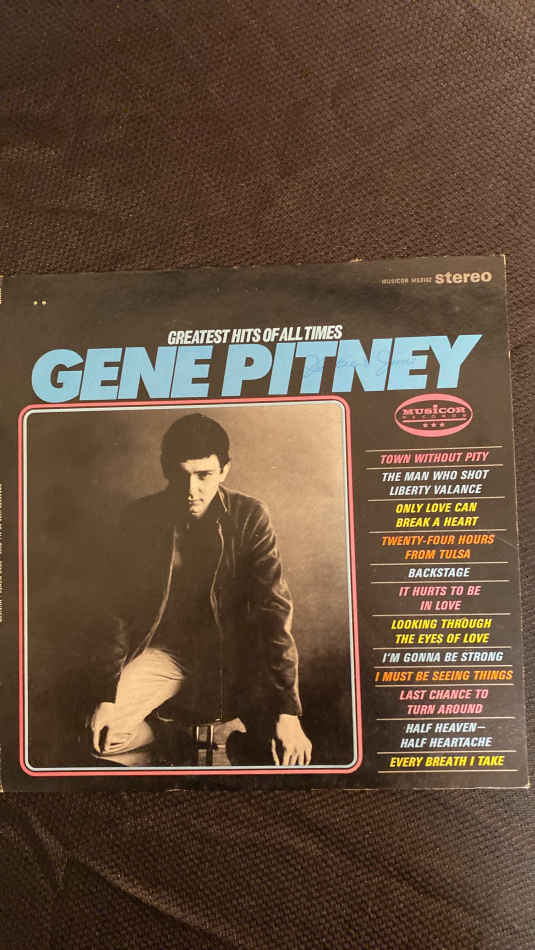 MUSICOR MS3102 stereo
GREATEST HITS OF ALL TIMES
GENE PITNEY
MUSICOR
RECORDS
TOWN WITHOUT PITY
THE MAN WHO SHOT
LIBERTY VALANCE
ONLY LOVE CAN
BREAK A HEART
TWENTY-FOUR HOURS
FROM TULSA
BACKSTAGE
IT HURTS TO BE
IN LOVE
LOOKING THROUGH
THE EYES OF LOVE
I'M GONNA BE STRONG
I MUST BE SEEING THINGS
LAST CHANCE TO
TURN AROUND
HALF HEAVEN—
HALF HEARTACHE
EVERY BREATH I TAKE